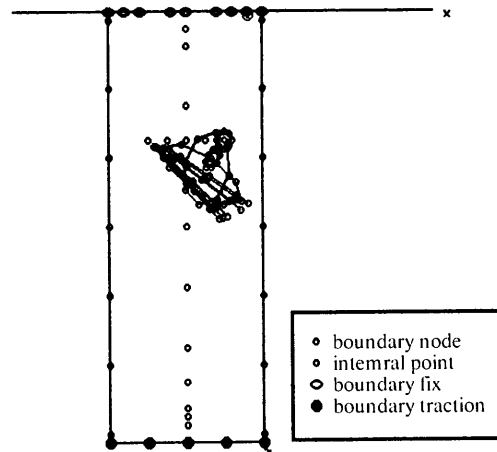 x
boundary node
intemral point
boundary fix
boundary traction